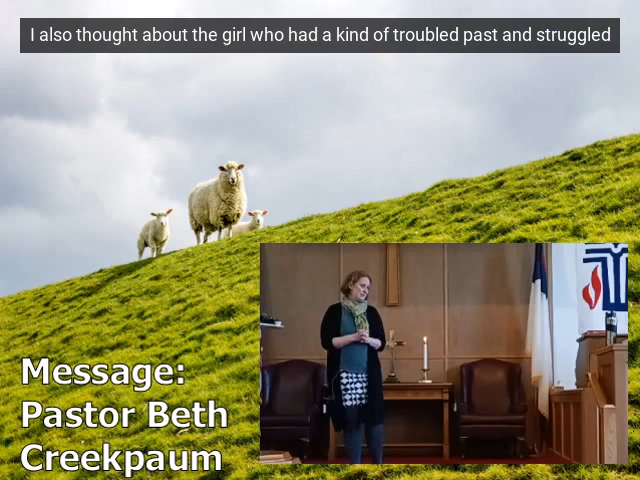 I also thought about the girl who had a kind of troubled past and struggled
Message:
Pastor Beth
Creekpaum